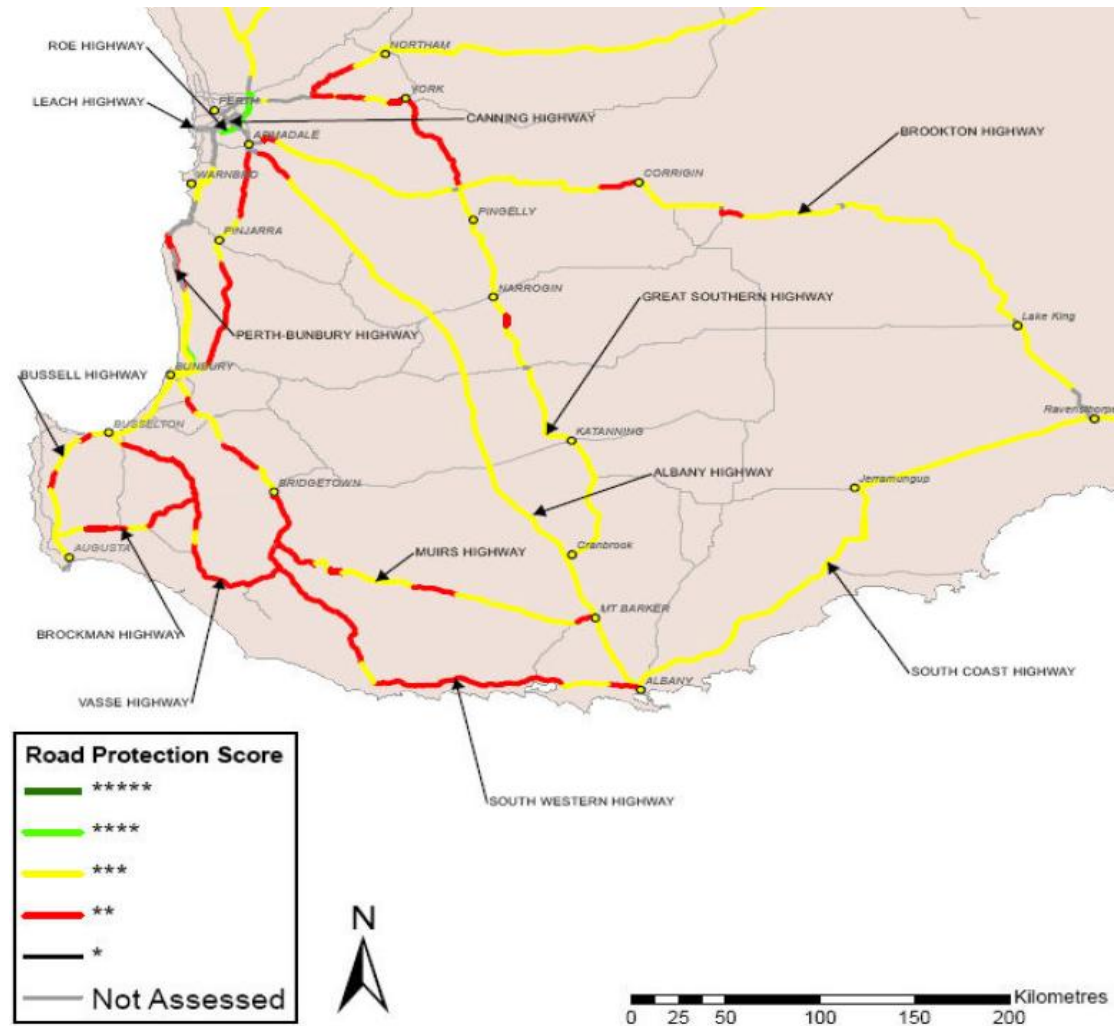 ROE HIGHWAY
NORTHAM
LEACH HIGHWAY
PERTH
YORK
CANNING HIGHWAY
ARMADALE
BROOKTON HIGHWAY
WARNBRO
CORRIGIN
PINGELLY
PINJARRA
NARROGIN
GREAT SOUTHERN HIGHWAY
Lake King
PERTH-BUNBURY HIGHWAY
BUNBURY
BUSSELL HIGHWAY
Ravensthorpe
BUSSELTON
KATANNING
ALBANY HIGHWAY
BRIDGETOWN
Jerramungup
AUGUSTA
MUIRS HIGHWAY
Cranbrook
MT BARKER
BROCKMAN HIGHWAY
SOUTH COAST HIGHWAY
VASSE HIGHWAY
ALBANY
Road Protection Score
*****
****
***
**
*
Not Assessed
SOUTH WESTERN HIGHWAY
N
Kilometres
0 25 50 100 150 200